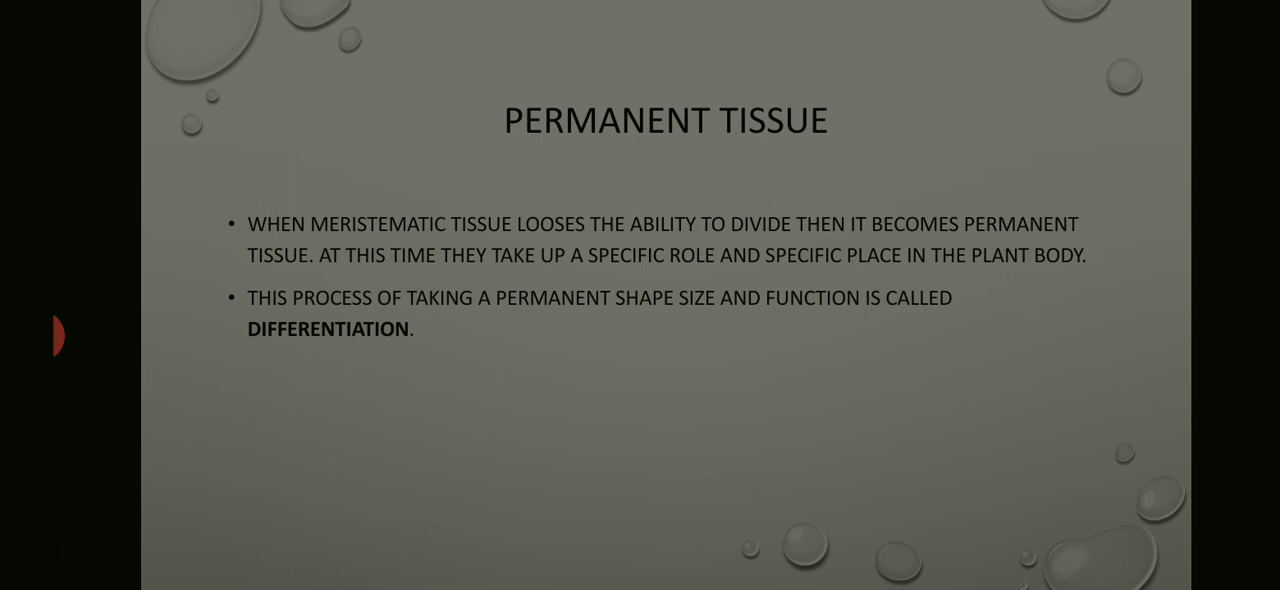 PERMANENT TISSUE
• WHEN MERISTEMATIC TISSUE LOOSES THE ABILITY TO DIVIDE THEN IT BECOMES PERMANENT
TISSUE. AT THIS TIME THEY TAKE UP A SPECIFIC ROLE AND SPECIFIC PLACE IN THE PLANT BODY.
• THIS PROCESS OF TAKING A PERMANENT SHAPE SIZE AND FUNCTION IS CALLED
DIFFERENTIATION.